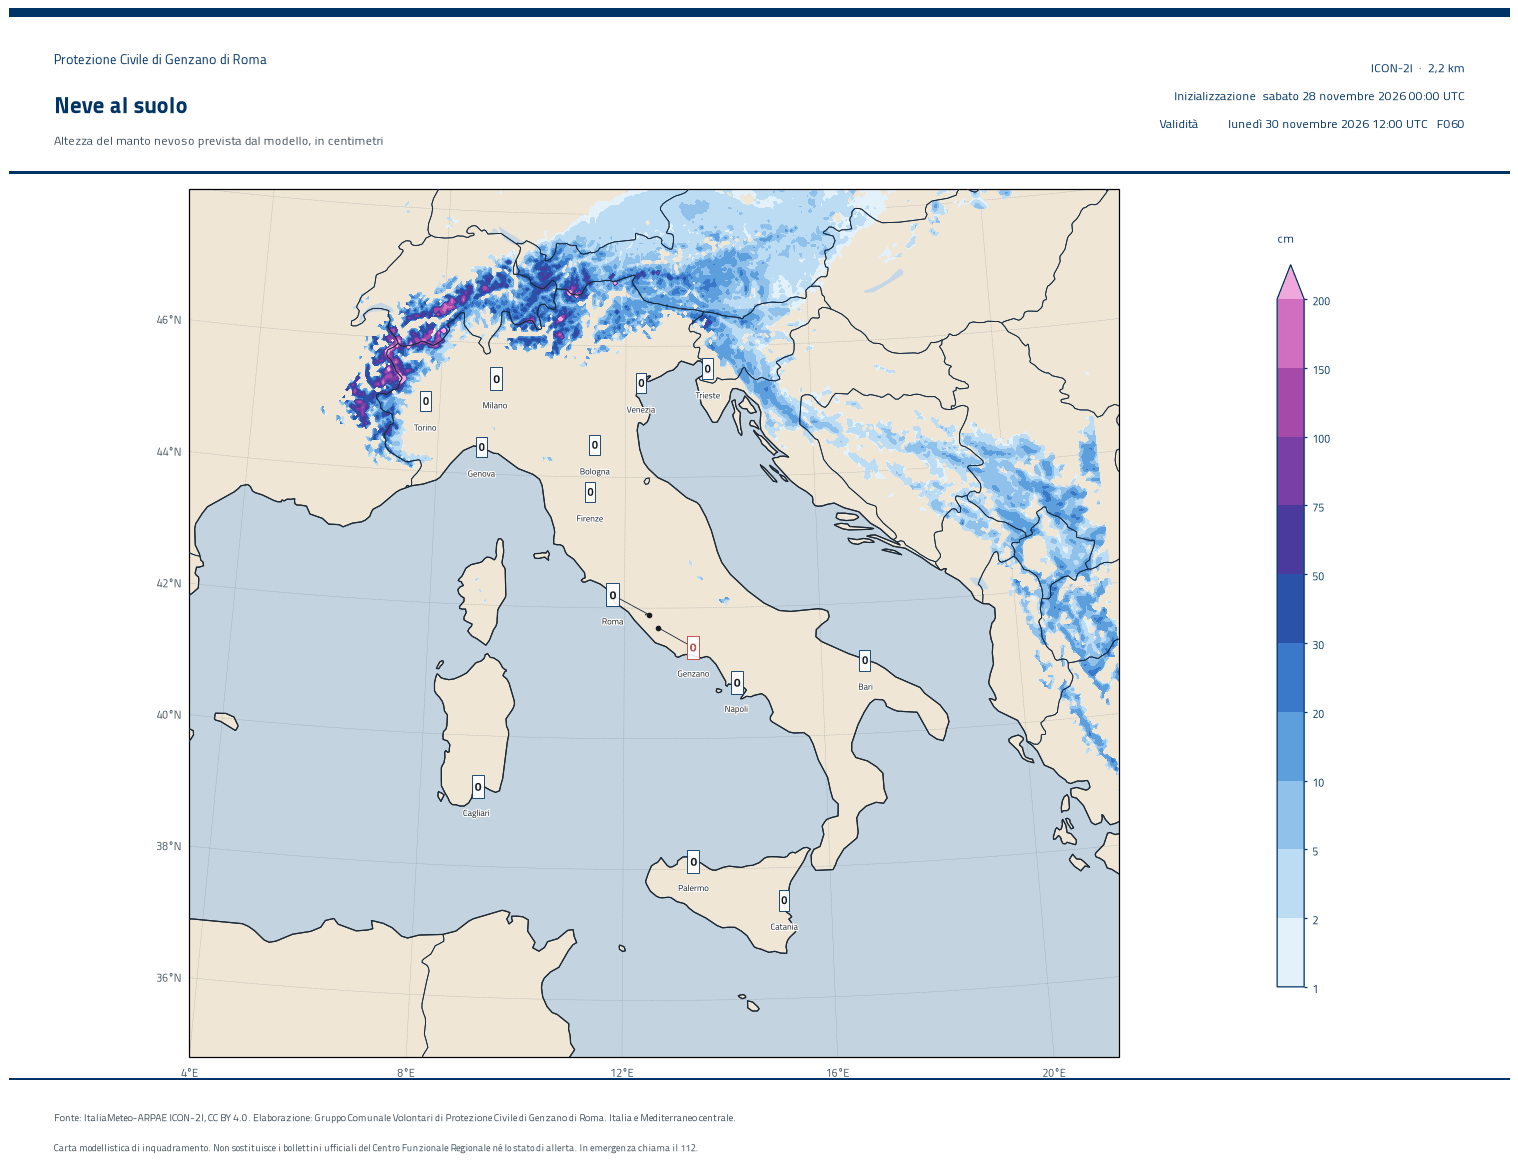 Protezione Civile di Genzano di Roma
Neve al suolo
Altezza del manto nevoso prevista dal modello, in centimetri
ICON-2I · 2,2 km
Inizializzazione sabato 28 novembre 2026 00:00 UTC
Validità lunedì 30 novembre 2026 12:00 UTC F060
46°N
44°N
42°N
40°N
38°N
36°N
4°E
8°E
12°E
16°E
20°E
0
Milano
0
Torino
0
Venezia
0
Trieste
0
Genova
0
Bologna
0
Firenze
0
Roma
0
Genzano
0
Napoli
0
Bari
0
Cagliari
0
Palermo
0
Catania
cm
200
150
100
75
50
30
20
10
5
2
1
Fonte: ItaliaMeteo-ARPAE ICON-2I, CC BY 4.0. Elaborazione: Gruppo Comunale Volontari di Protezione Civile di Genzano di Roma. Italia e Mediterraneo centrale.
Carta modellistica di inquadramento. Non sostituisce i bollettini ufficiali del Centro Funzionale Regionale né lo stato di allerta. In emergenza chiama il 112.